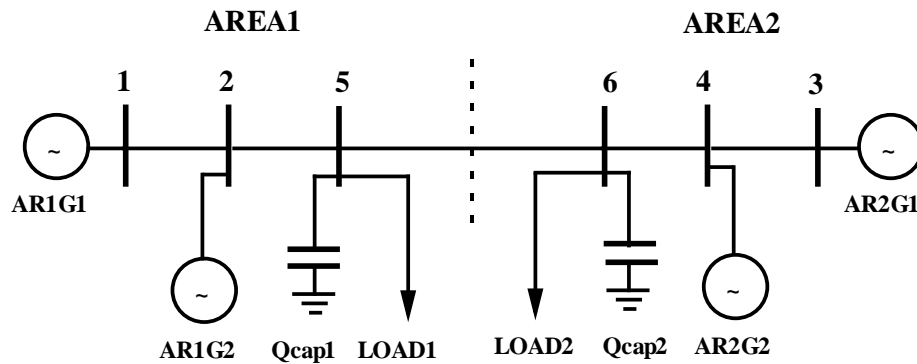 AREA1 AREA2
1 2 5 6 4 3
~ ~
AR1G1 AR2G1
~ ~
AR1G2 Qcap1 LOAD1 LOAD2 Qcap2 AR2G2